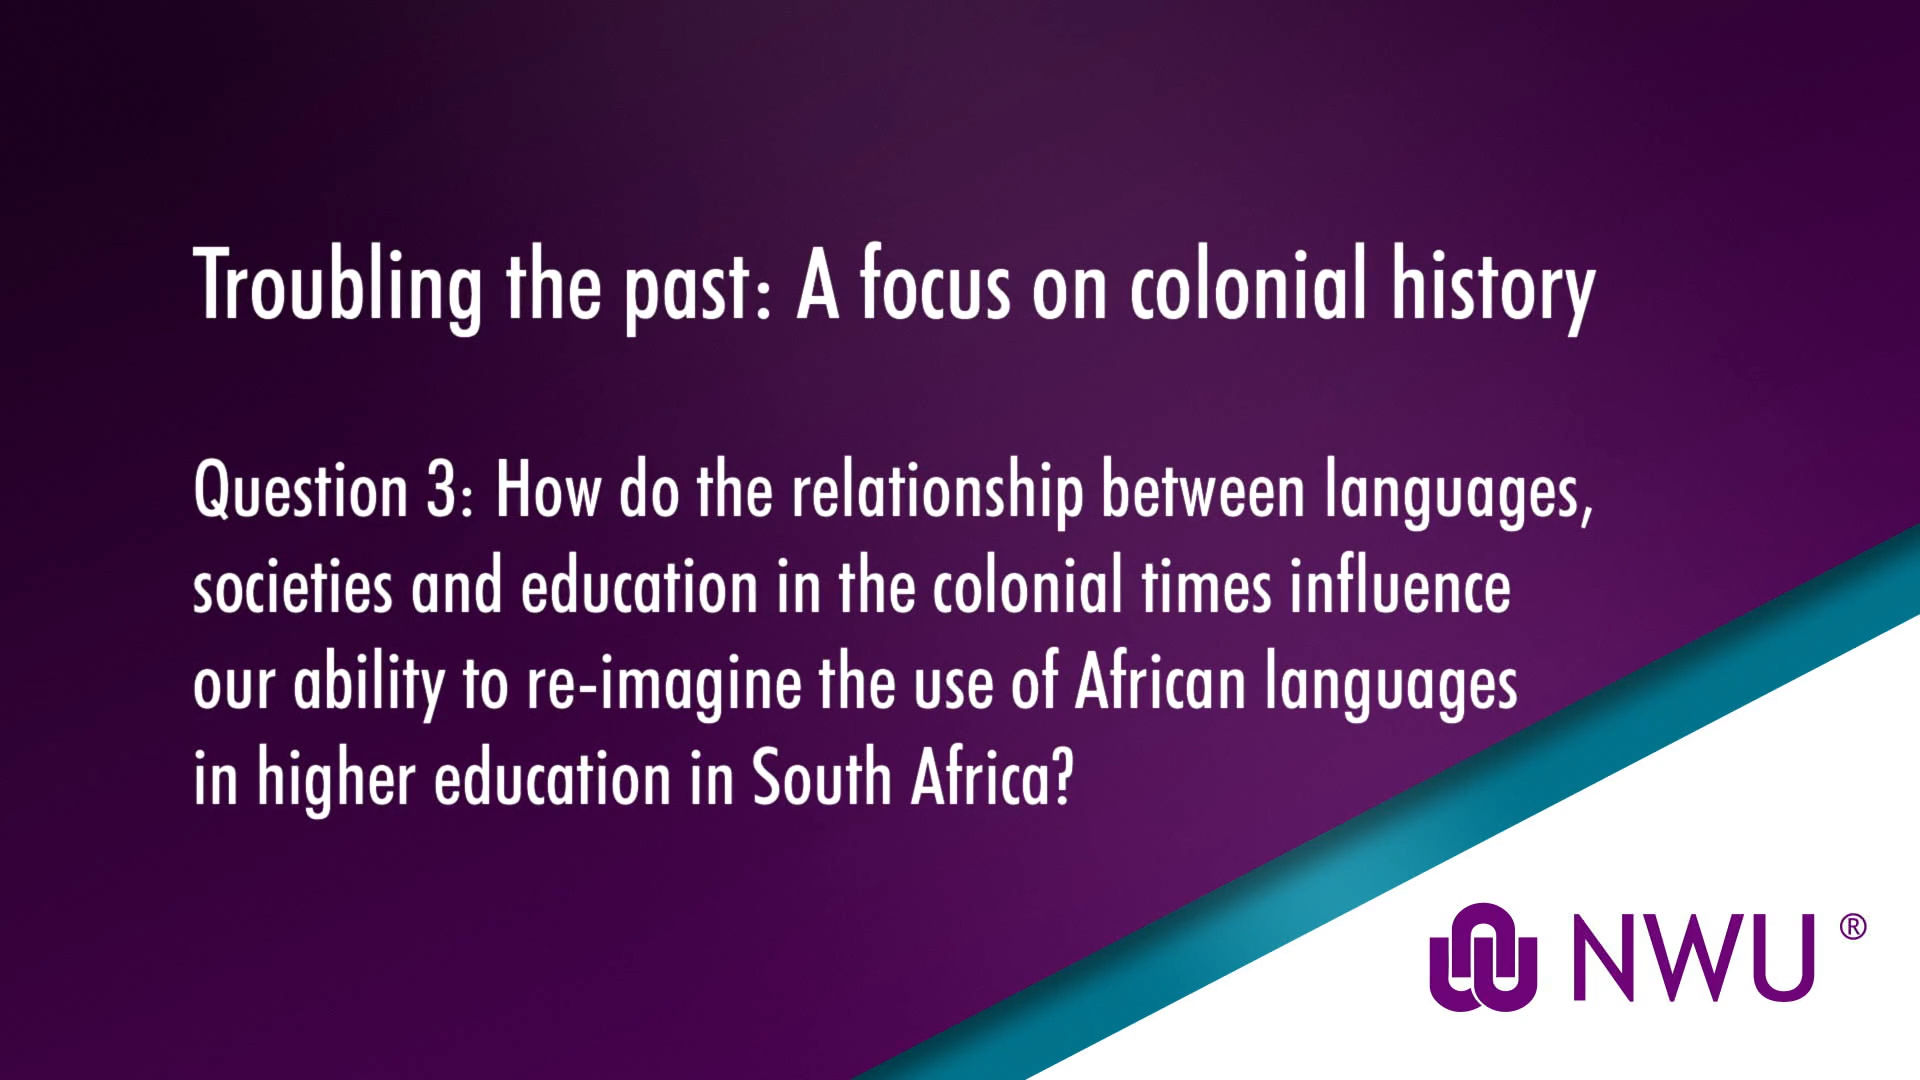 Troubling the past: A focus on colonial history
Question 3: How do the relationship between languages,
societies and education in the colonial times influence
our ability to re-imagine the use of African languages
in higher education in South Africa?
NWU ®